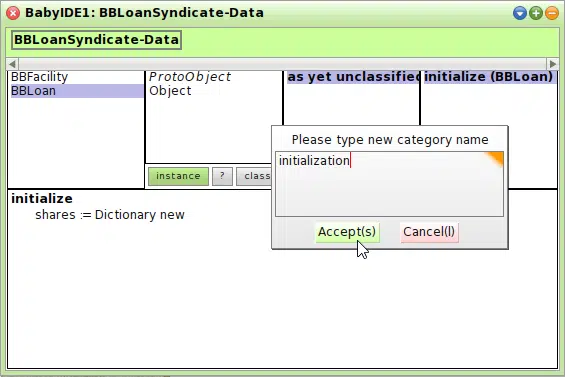 BabyIDE1: BBLoanSyndicate-Data
BBLoanSyndicate-Data
BBFacility
BBLoan
ProtoObject
Object
as yet unclassified
initialize (BBLoan)
instance
?
class
Please type new category name
initialization
Accept(s)
Cancel(l)
initialize
shares := Dictionary new